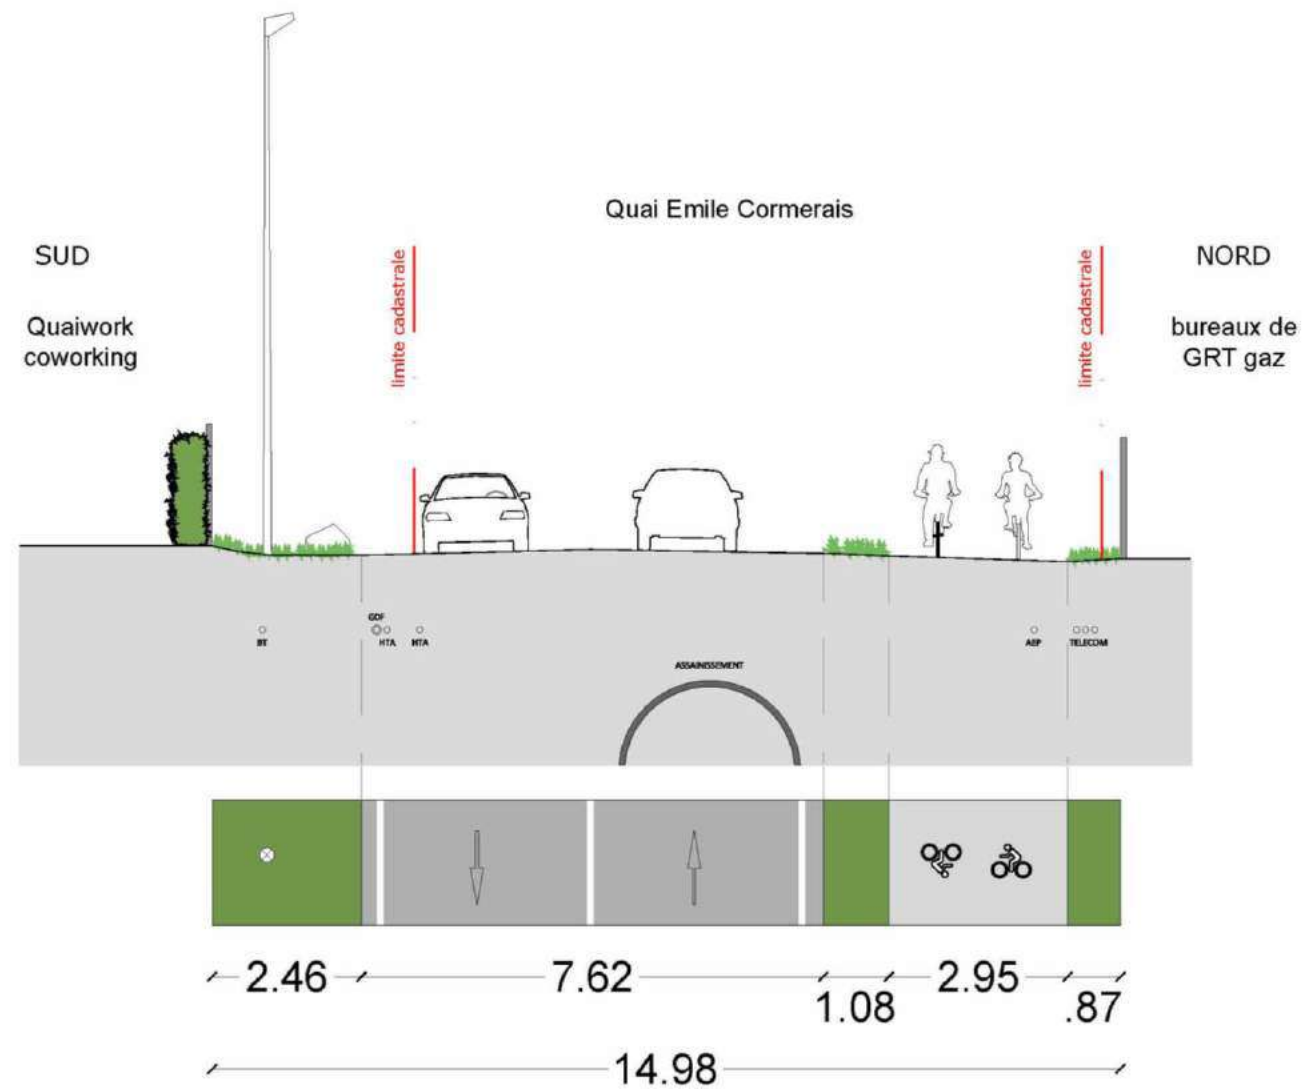 Quai Emile Cormerais
SUD
NORD
limite cadastrale
limite cadastrale
Quaiwork
coworking
bureaux de
GRT gaz
GDF
BT
HTA
HTA
AEP
TELECOM
ASSAINISSEMENT
2.46
7.62
1.08
2.95
.87
14.98